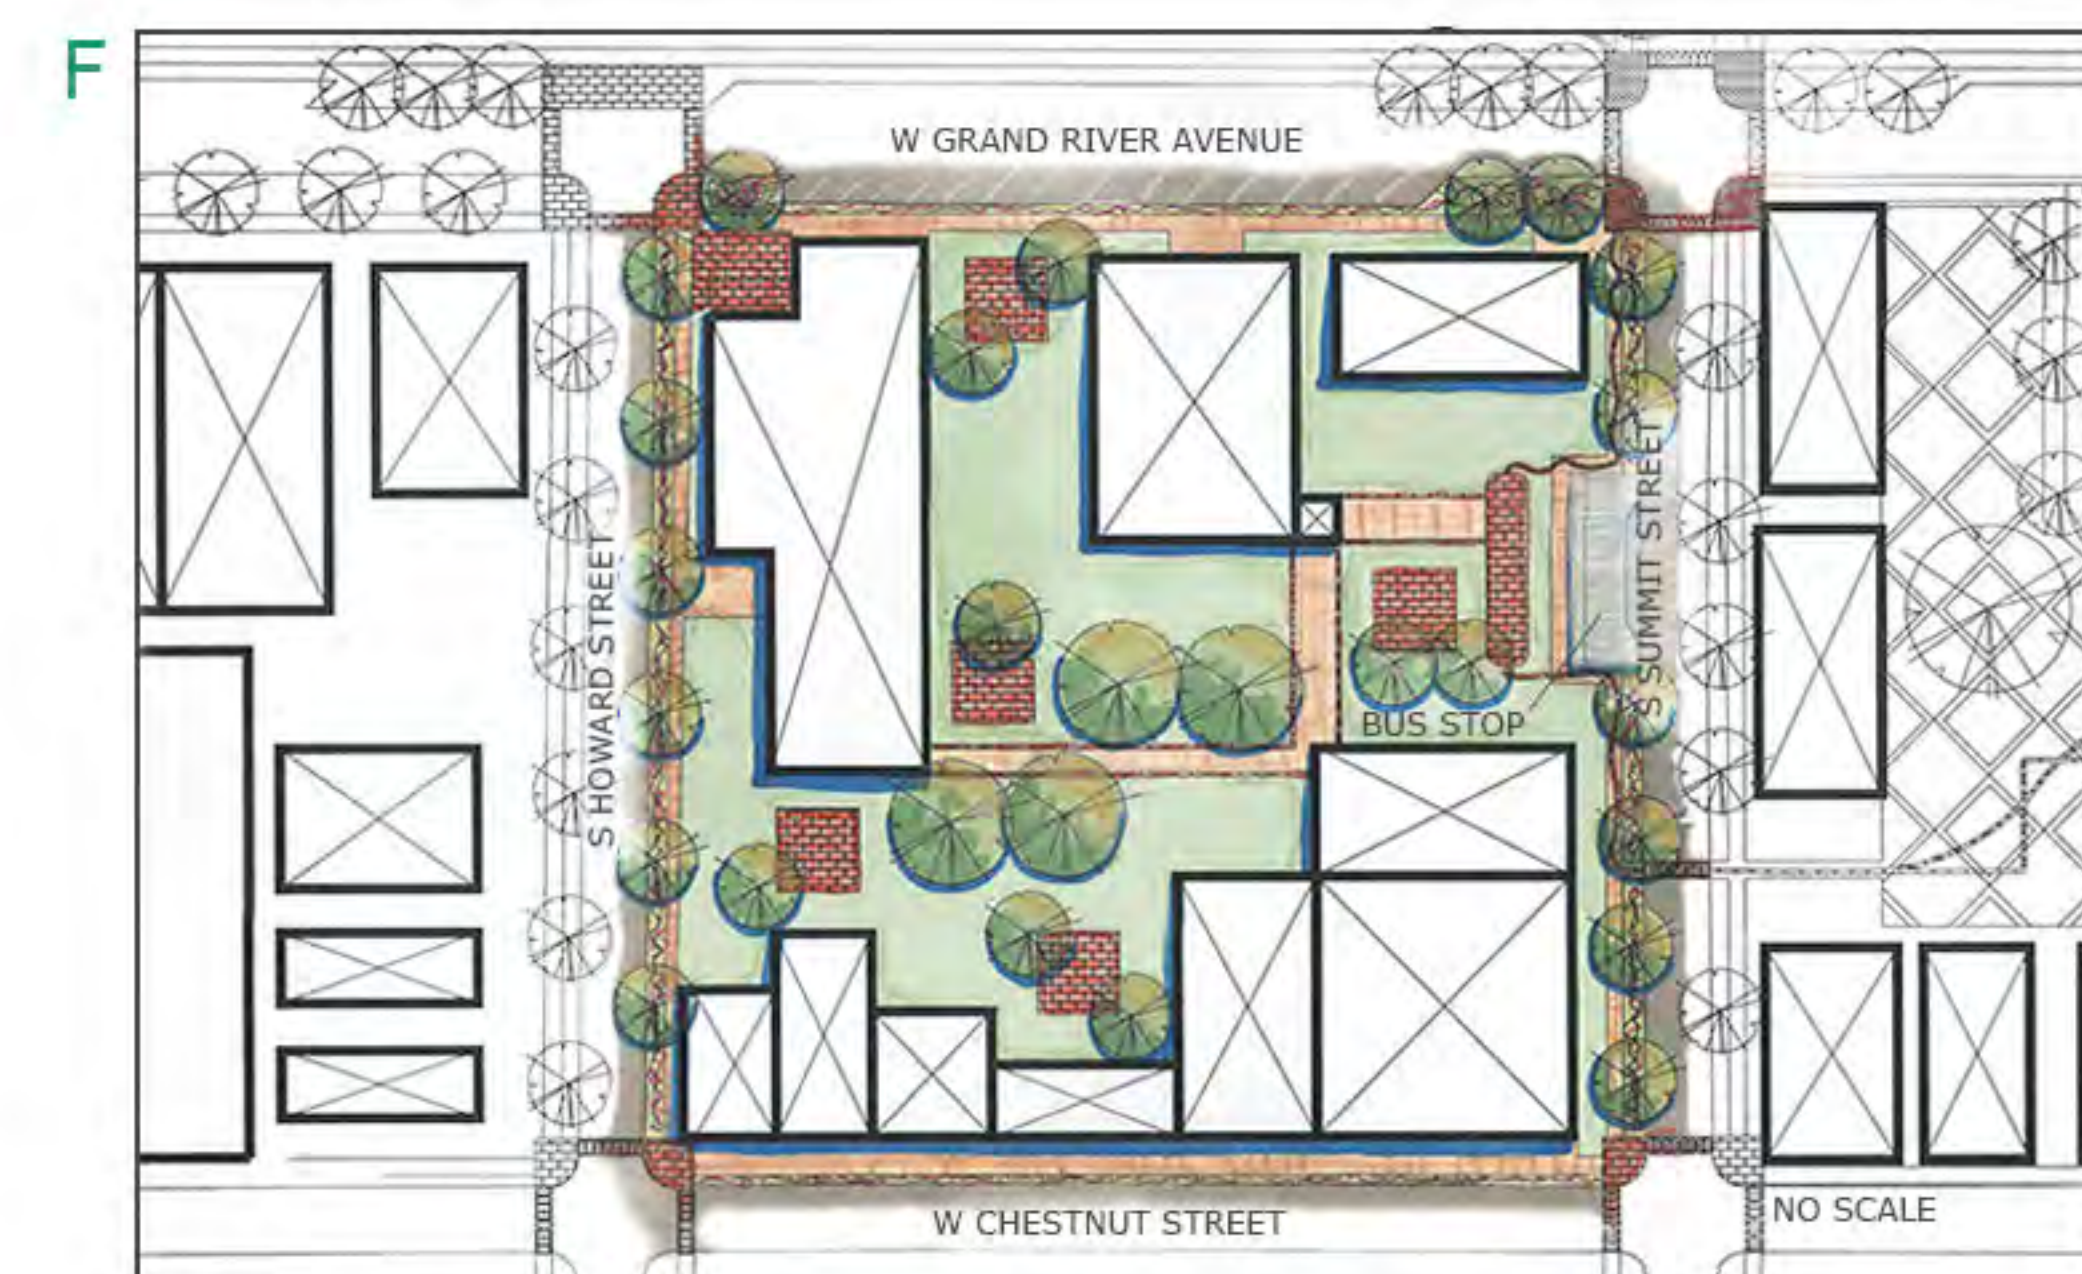 F
W GRAND RIVER AVENUE
S HOWARD STREET
S SUMMIT STREET
BUS STOP
W CHESTNUT STREET
NO SCALE